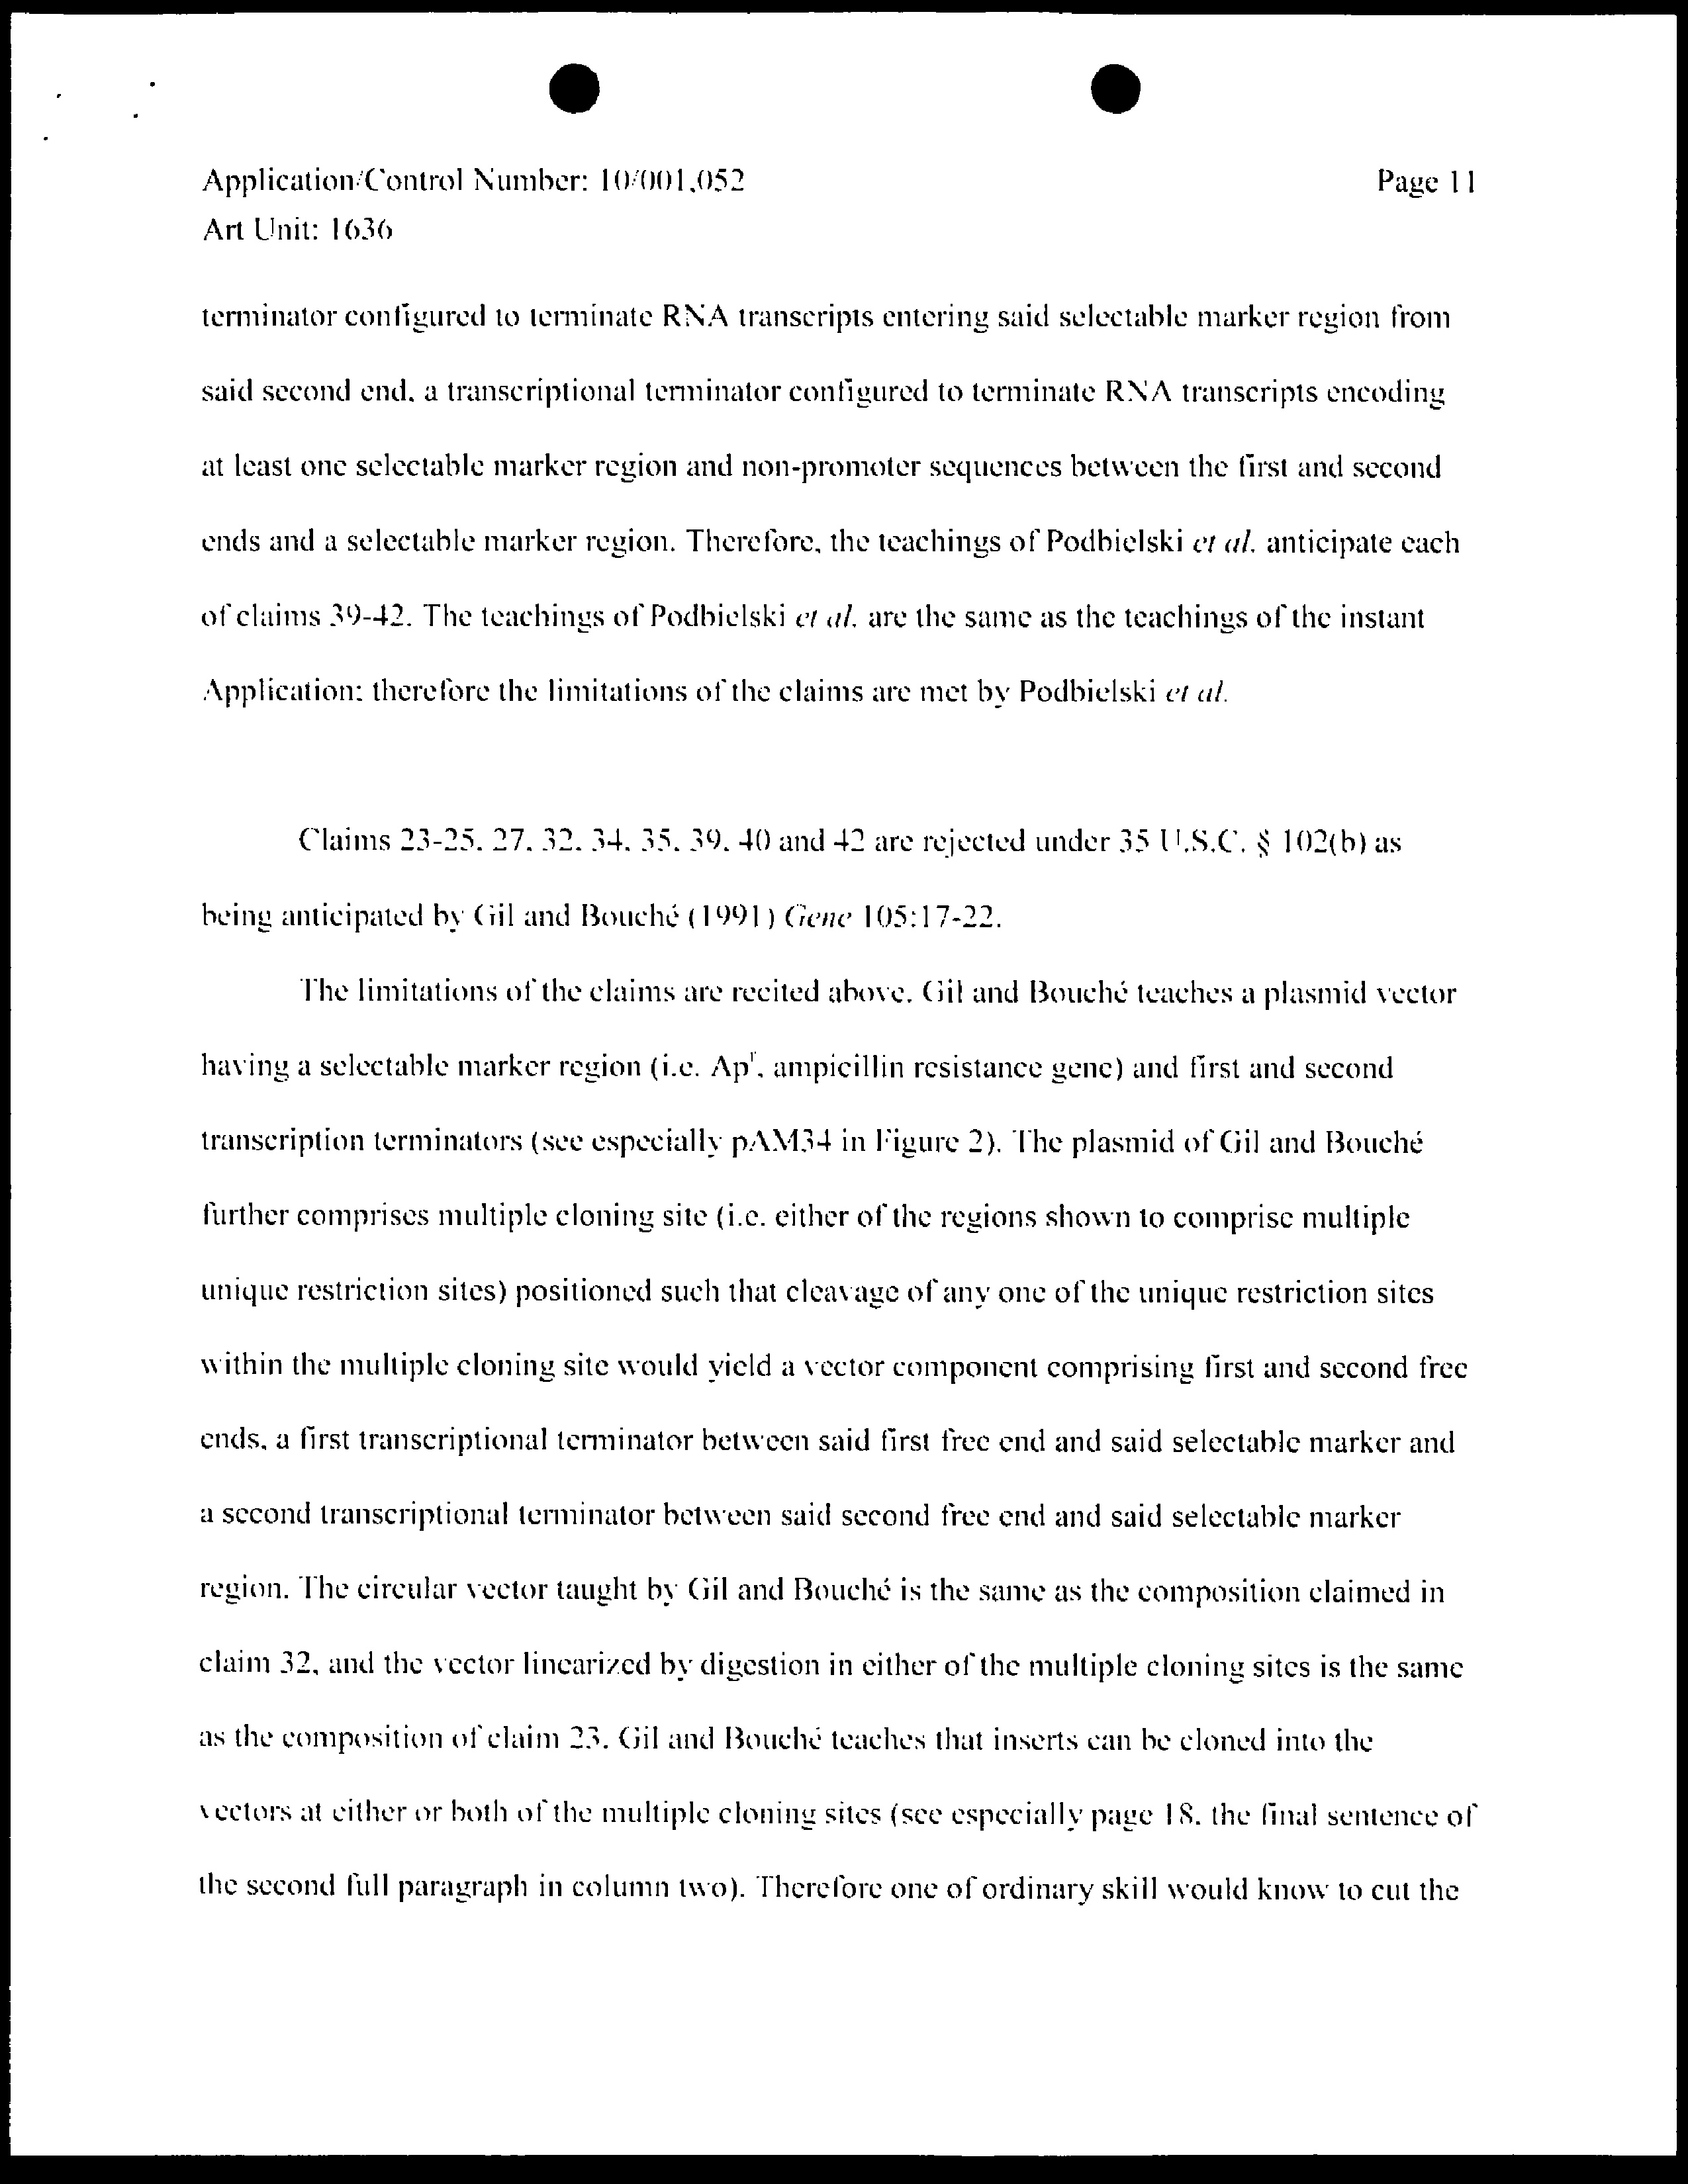 Application/Control Number: 10/001,052 Page 11
Art Unit: 1636
terminator configured to terminate RNA transcripts entering said selectable marker region from
said second end, a transcriptional terminator configured to terminate RNA transcripts encoding
at least one selectable marker region and non-promoter sequences between the first and second
ends and a selectable marker region. Therefore, the teachings of Podbielski et al. anticipate each
of claims 39-42. The teachings of Podbielski et al. are the same as the teachings of the instant
Application; therefore the limitations of the claims are met by Podbielski et al.
Claims 23-25, 27, 32, 34, 35, 39, 40 and 42 are rejected under 35 U.S.C. § 102(b) as
being anticipated by Gil and Bouché (1991) Gene 105:17-22.
The limitations of the claims are recited above. Gil and Bouché teaches a plasmid vector
having a selectable marker region (i.e. Apʳ, ampicillin resistance gene) and first and second
transcription terminators (see especially pAM34 in Figure 2). The plasmid of Gil and Bouché
further comprises multiple cloning site (i.e. either of the regions shown to comprise multiple
unique restriction sites) positioned such that cleavage of any one of the unique restriction sites
within the multiple cloning site would yield a vector component comprising first and second free
ends, a first transcriptional terminator between said first free end and said selectable marker and
a second transcriptional terminator between said second free end and said selectable marker
region. The circular vector taught by Gil and Bouché is the same as the composition claimed in
claim 32, and the vector linearized by digestion in either of the multiple cloning sites is the same
as the composition of claim 23. Gil and Bouché teaches that inserts can be cloned into the
vectors at either or both of the multiple cloning sites (see especially page 18, the final sentence of
the second full paragraph in column two). Therefore one of ordinary skill would know to cut the